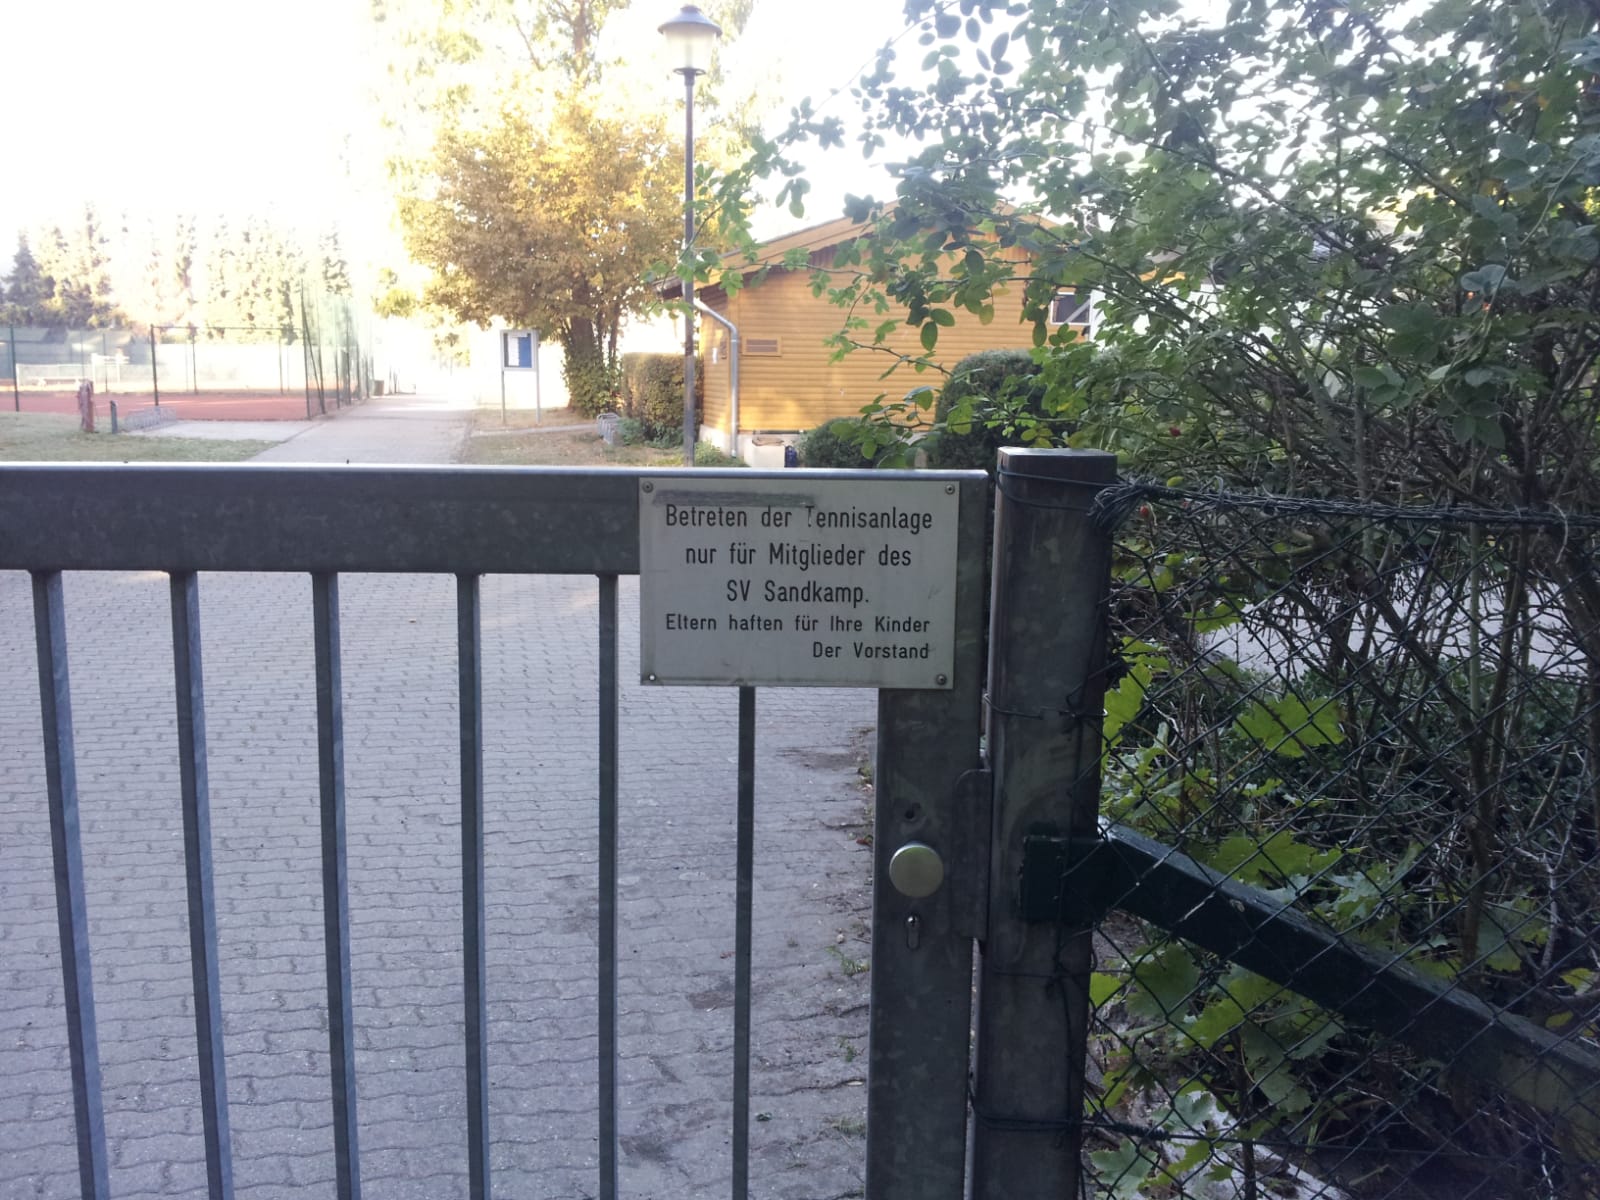 Betreten der Tennisanlage
nur für Mitglieder des
SV Sandkamp.
Eltern haften für Ihre Kinder
Der Vorstand